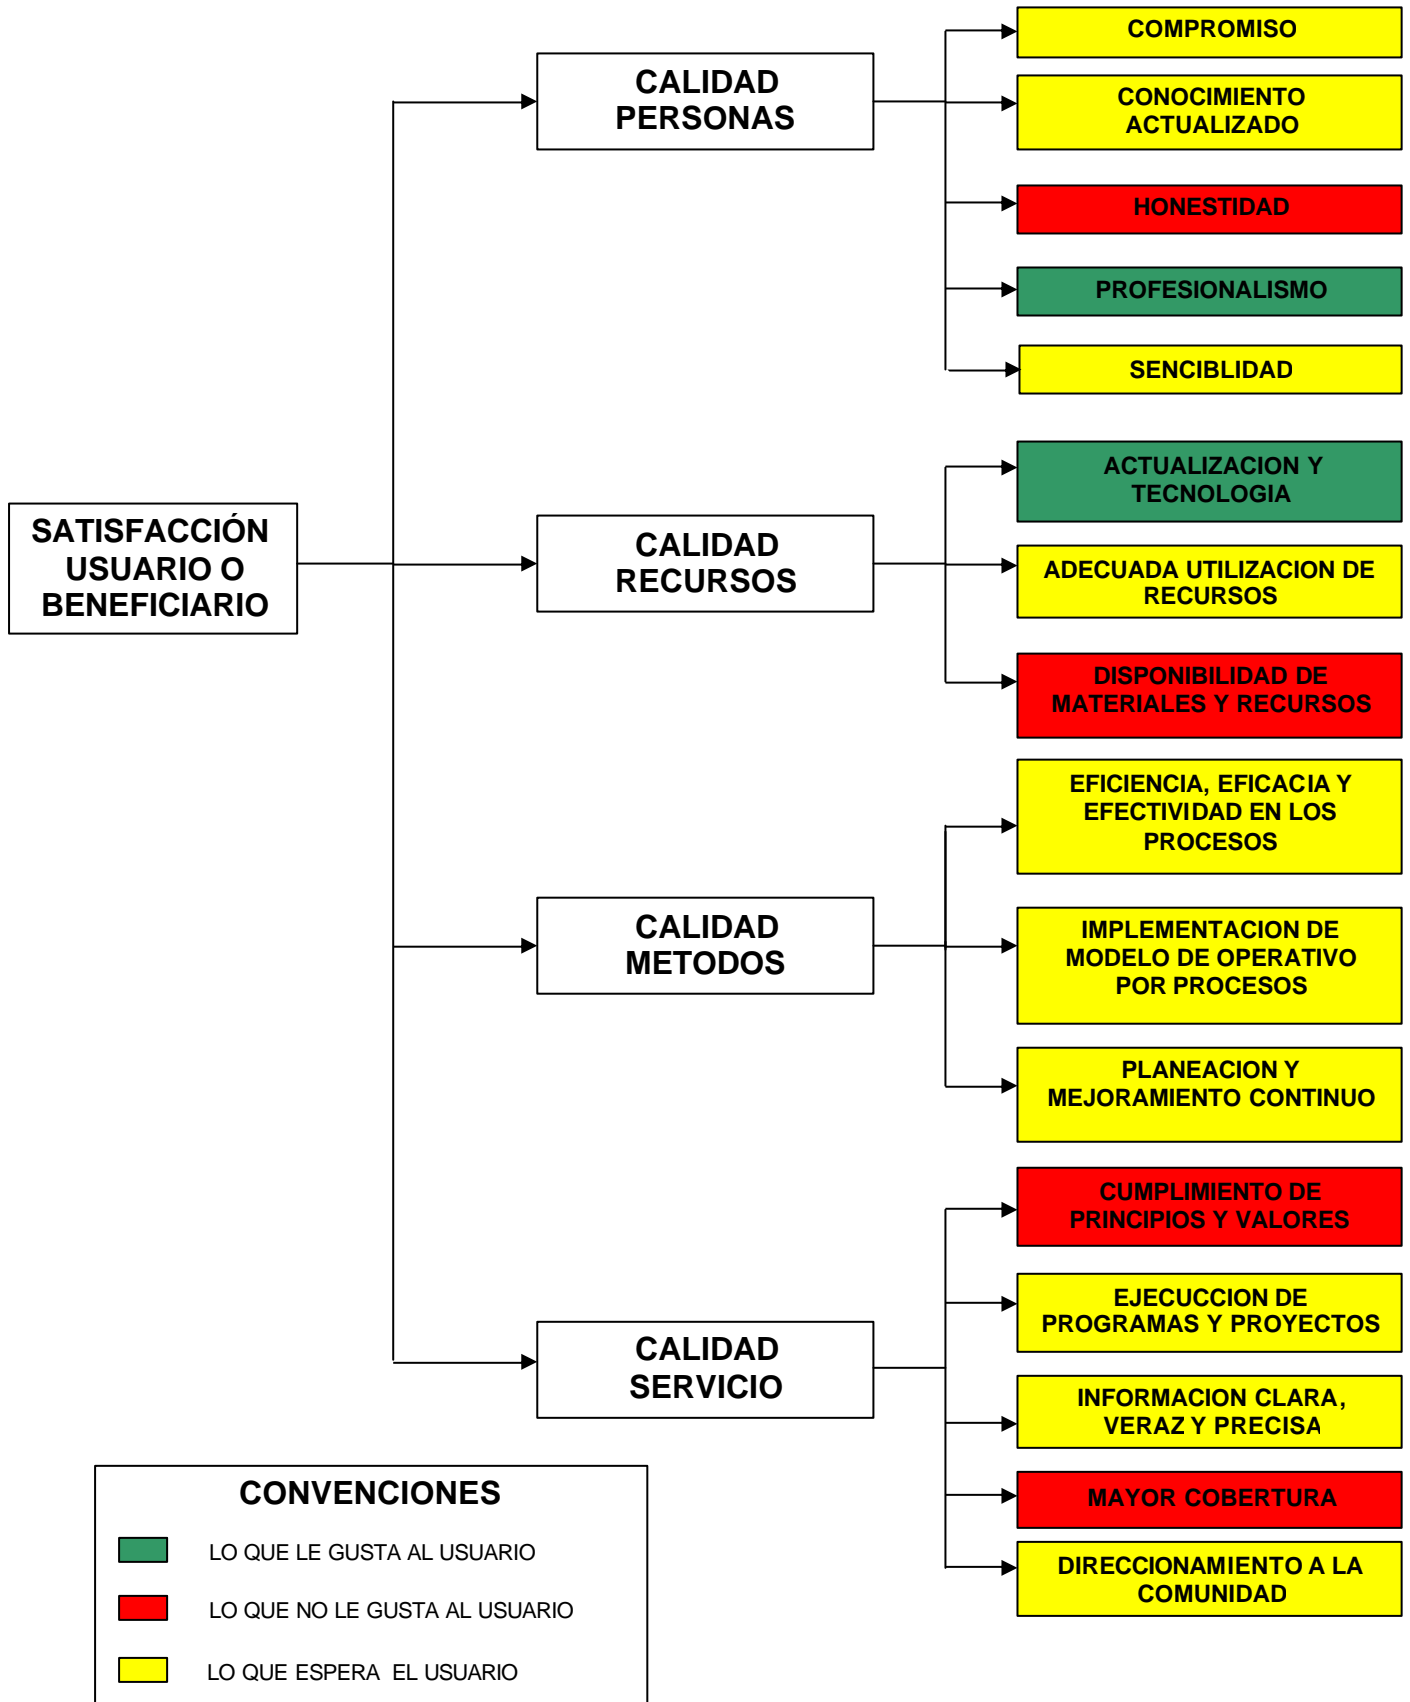 COMPROMISO
CALIDAD
PERSONAS
CONOCIMIENTO
ACTUALIZADO
HONESTIDAD
PROFESIONALISMO
SENCIBLIDAD
SATISFACCIÓN
USUARIO O
BENEFICIARIO
CALIDAD
RECURSOS
ACTUALIZACION Y
TECNOLOGIA
ADECUADA UTILIZACION DE
RECURSOS
DISPONIBILIDAD DE
MATERIALES Y RECURSOS
CALIDAD
METODOS
EFICIENCIA, EFICACIA Y
EFECTIVIDAD EN LOS
PROCESOS
IMPLEMENTACION DE
MODELO DE OPERATIVO
POR PROCESOS
PLANEACION Y
MEJORAMIENTO CONTINUO
CALIDAD
SERVICIO
CUMPLIMIENTO DE
PRINCIPIOS Y VALORES
EJECUCCION DE
PROGRAMAS Y PROYECTOS
INFORMACION CLARA,
VERAZ Y PRECISA
MAYOR COBERTURA
DIRECCIONAMIENTO A LA
COMUNIDAD
CONVENCIONES
LO QUE LE GUSTA AL USUARIO
LO QUE NO LE GUSTA AL USUARIO
LO QUE ESPERA EL USUARIO